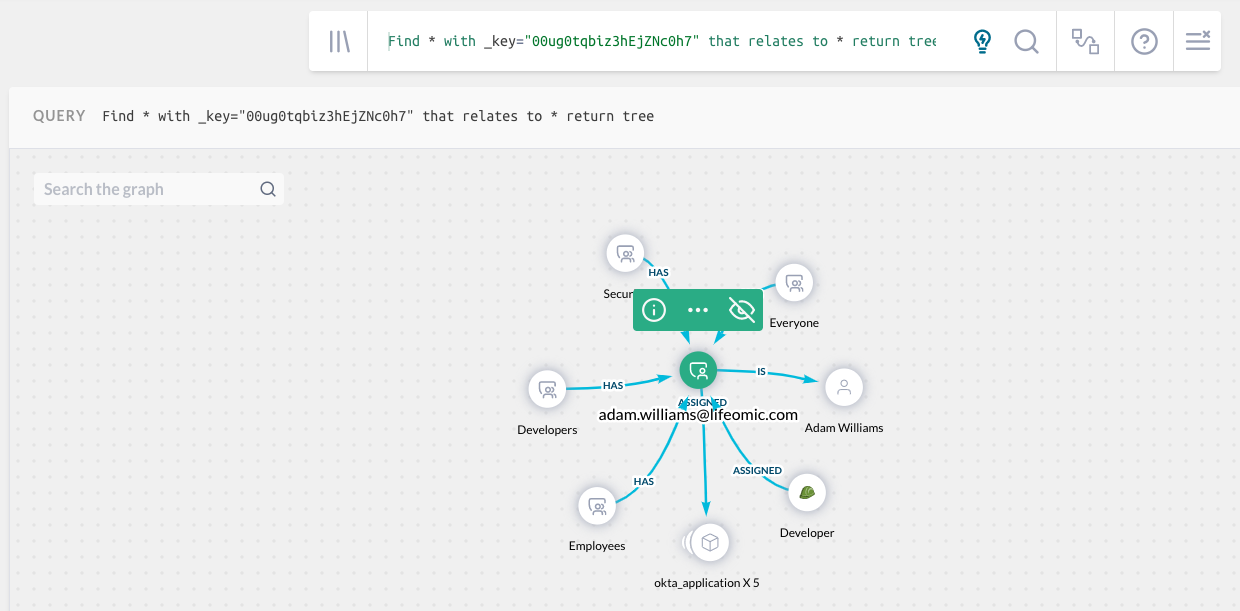 Find * with _key="00ug0tqbiz3hEjZNc0h7" that relates to * return tree
QUERY Find * with _key="00ug0tqbiz3hEjZNc0h7" that relates to * return tree
Search the graph
HAS
Everyone
HAS
IS
ASSIGNED
adam.williams@lifeomic.com
Developers
Adam Williams
ASSIGNED
HAS
Developer
Employees
okta_application X 5